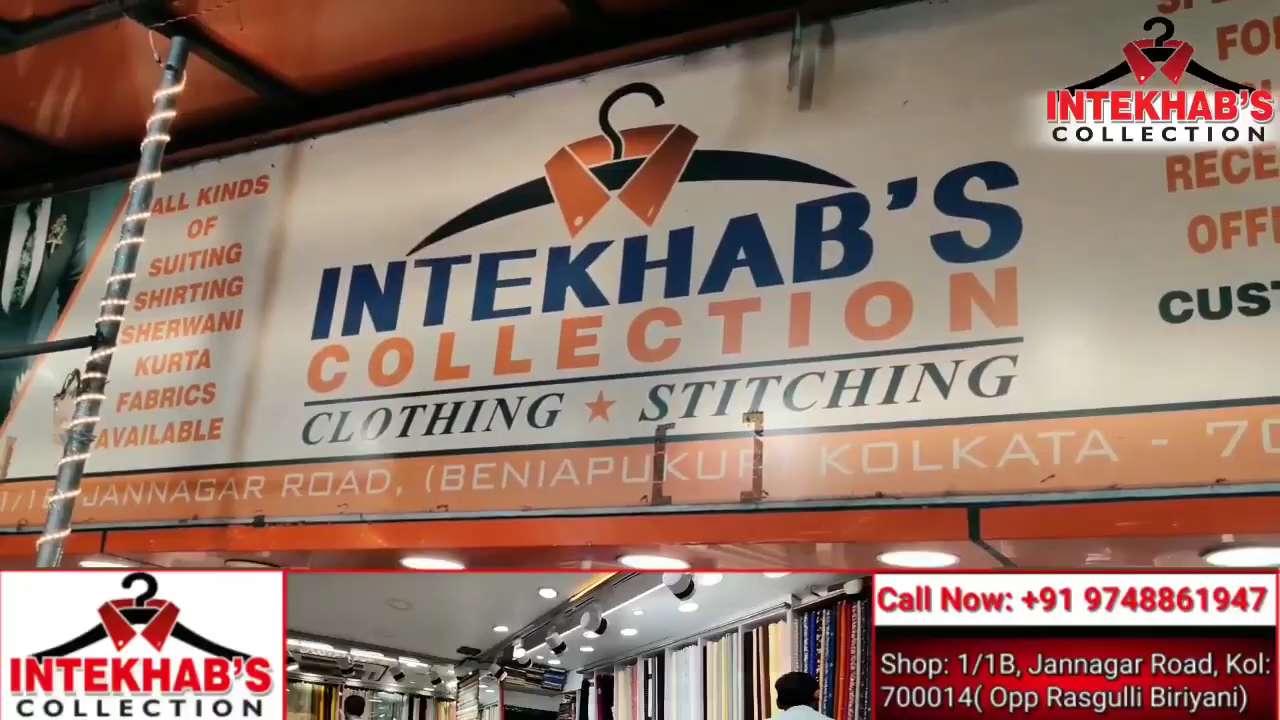 ALL KINDS
OF
SUITING
SHIRTING
SHERWANI
KURTA
FABRICS
AVAILABLE
INTEKHAB'S
COLLECTION
CLOTHING ★ STITCHING
JANNAGAR ROAD, (BENIAPUKUR) KOLKATA - 70
FO
RECE
OFF
CUST
INTEKHAB'S
COLLECTION
INTEKHAB'S
COLLECTION
Call Now: +91 9748861947
Shop: 1/1B, Jannagar Road, Kol:
700014( Opp Rasgulli Biriyani)